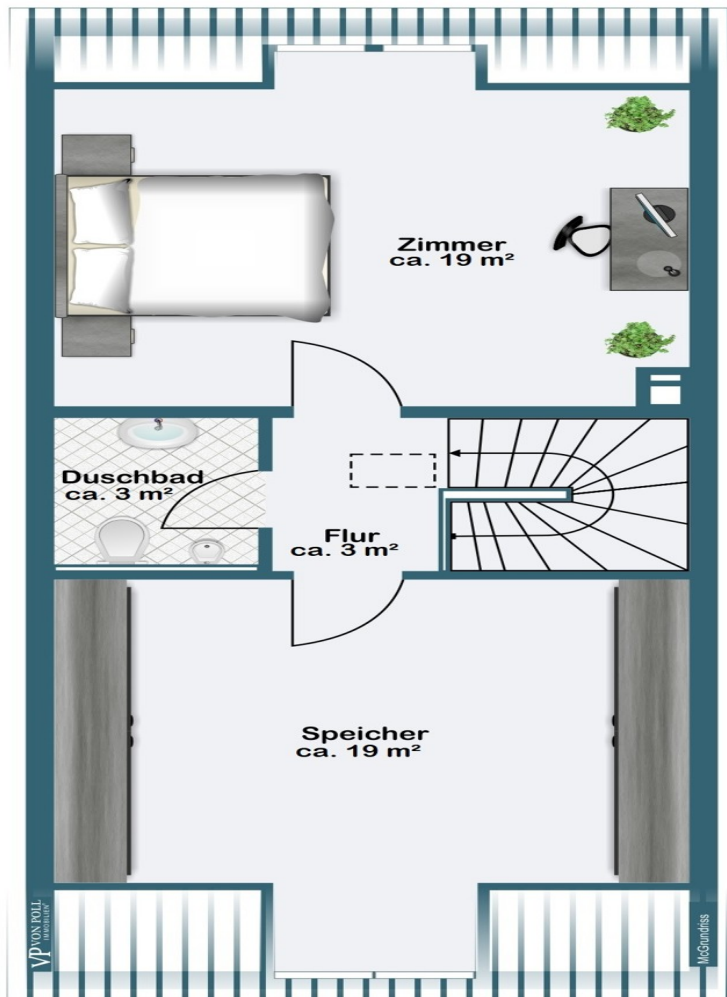 Zimmer
ca. 19 m²
Duschbad
ca. 3 m²
Flur
ca. 3 m²
Speicher
ca. 19 m²
VP VON POLL
IMMOBILIEN
McGrundriss